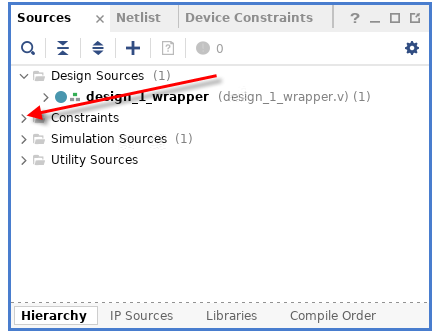 Sources × Netlist Device Constraints ? _
0
Design Sources (1)
design_1_wrapper (design_1_wrapper.v) (1)
Constraints
Simulation Sources (1)
Utility Sources
Hierarchy IP Sources Libraries Compile Order